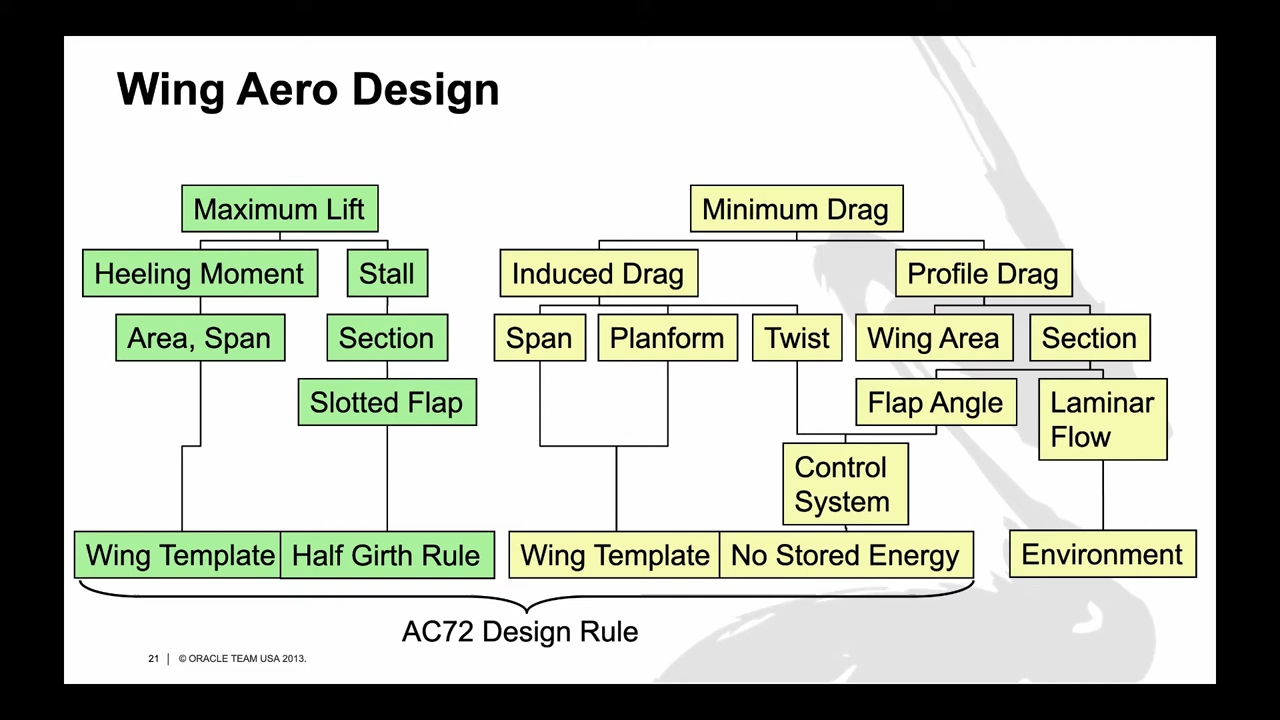 Wing Aero Design
Maximum Lift
Minimum Drag
Heeling Moment
Stall
Induced Drag
Profile Drag
Area, Span
Section
Span
Planform
Twist
Wing Area
Section
Slotted Flap
Flap Angle
Laminar
Flow
Control
System
Wing Template
Half Girth Rule
Wing Template
No Stored Energy
Environment
AC72 Design Rule
21 | © ORACLE TEAM USA 2013.